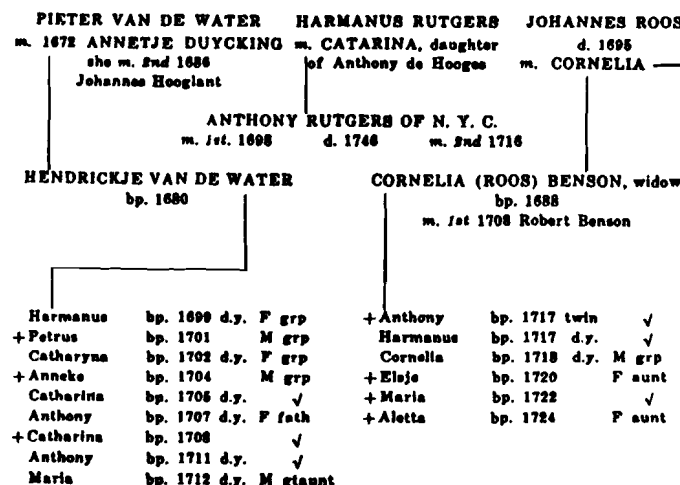 PIETER VAN DE WATER HARMANUS RUTGERS JOHANNES ROOS
m. 1672 ANNETJE DUYCKING m. CATARINA, daughter d. 1695
she m. 2nd 1686 of Anthony de Hooges m. CORNELIA
Johannes Hooglant
ANTHONY RUTGERS OF N. Y. C.
m. 1st. 1698 d. 1746 m. 2nd 1716
HENDRICKJE VAN DE WATER CORNELIA (ROOS) BENSON, widow
bp. 1680 bp. 1688
m. 1st 1708 Robert Benson
Harmanus bp. 1699 d.y. F grp +Anthony bp. 1717 twin √
+Petrus bp. 1701 M grp Harmanus bp. 1717 d.y. √
Catharyna bp. 1702 d.y. F grp Cornelia bp. 1718 d.y. M grp
+Anneke bp. 1704 M grp +Elsje bp. 1720 F aunt
Catharina bp. 1705 d.y. √ +Maria bp. 1722 √
Anthony bp. 1707 d.y. F fath +Aletta bp. 1724 F aunt
+Catharina bp. 1708 √
Anthony bp. 1711 d.y. √
Maria bp. 1712 d.y. M gtaunt